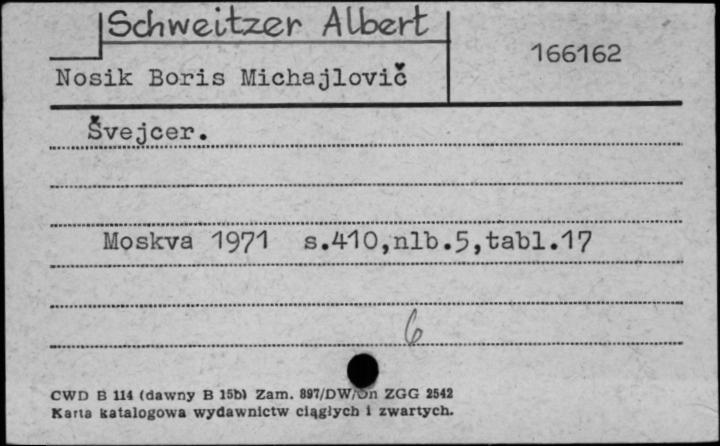 Schweitzer Albert
166162
Nosik Boris Michajlovič
Švejcer.
Moskva 1971 s.410,nlb.5,tabl.17
6
CWD B 114 (dawny B 15b) Zam. 897/DW/Dn ZGG 2542
Karta katalogowa wydawnictw ciągłych i zwartych.